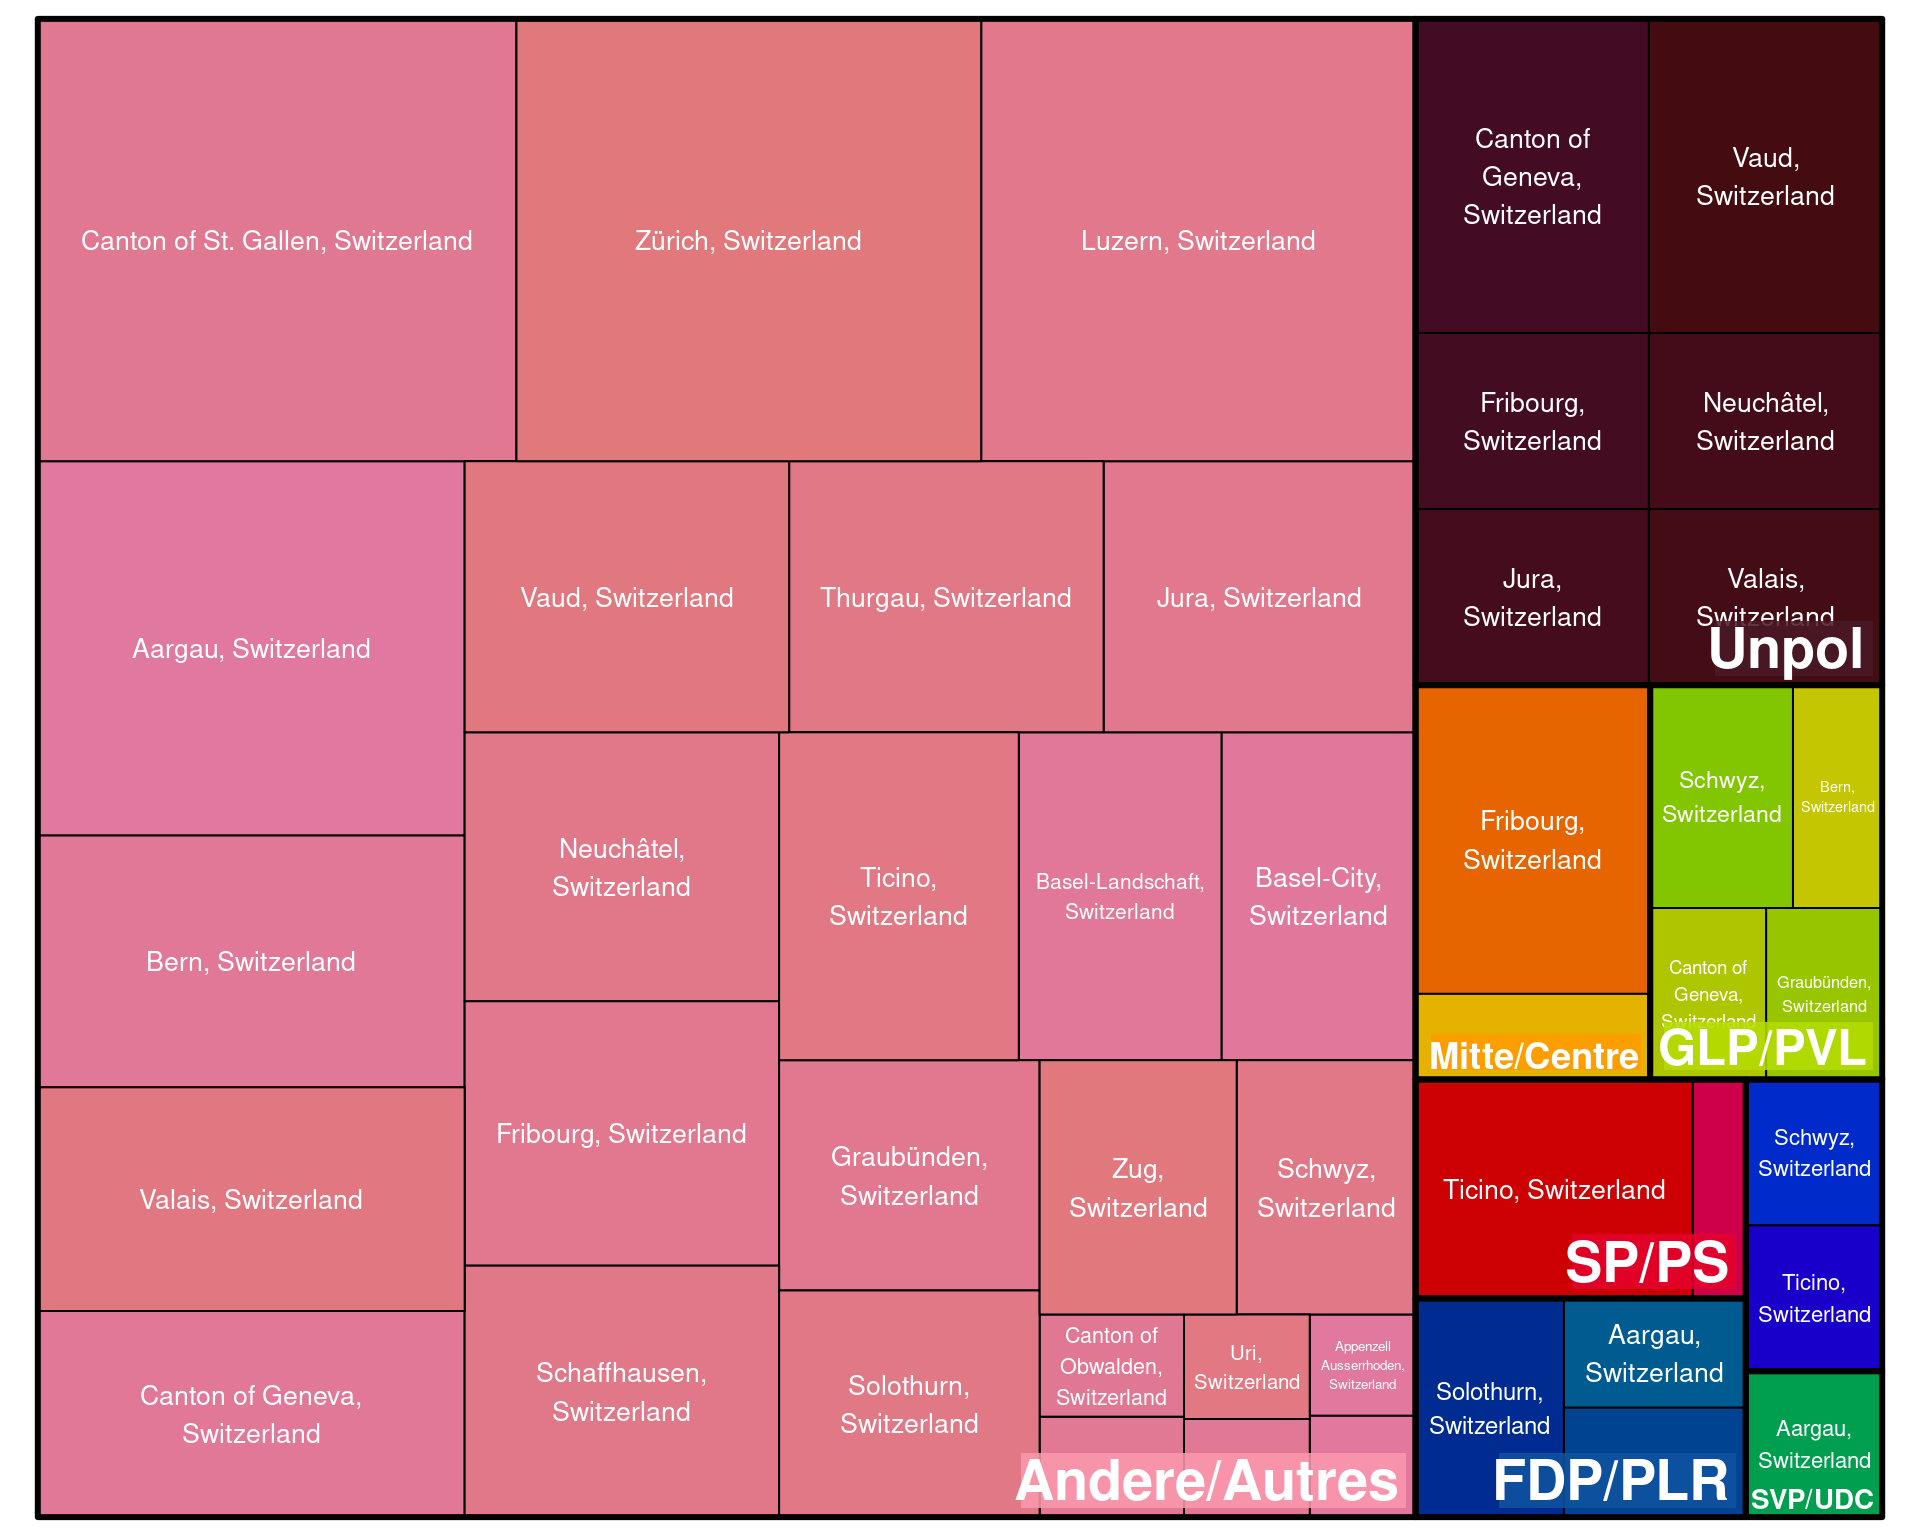 Canton of St. Gallen, Switzerland
Zürich, Switzerland
Luzern, Switzerland
Aargau, Switzerland
Vaud, Switzerland
Thurgau, Switzerland
Jura, Switzerland
Bern, Switzerland
Neuchâtel,
Switzerland
Ticino,
Switzerland
Basel-Landschaft,
Switzerland
Basel-City,
Switzerland
Valais, Switzerland
Fribourg, Switzerland
Graubünden,
Switzerland
Zug,
Switzerland
Schwyz,
Switzerland
Canton of Geneva,
Switzerland
Schaffhausen,
Switzerland
Solothurn,
Switzerland
Canton of
Obwalden,
Switzerland
Uri,
Switzerland
Appenzell
Ausserrhoden,
Switzerland
Andere/Autres
Canton of
Geneva,
Switzerland
Vaud,
Switzerland
Fribourg,
Switzerland
Neuchâtel,
Switzerland
Jura,
Switzerland
Valais,
Switzerland
Unpol
Fribourg,
Switzerland
Mitte/Centre
Schwyz,
Switzerland
Bern,
Switzerland
Canton of
Geneva,
Switzerland
Graubünden,
Switzerland
GLP/PVL
Ticino, Switzerland
SP/PS
Schwyz,
Switzerland
Ticino,
Switzerland
Solothurn,
Switzerland
Aargau,
Switzerland
FDP/PLR
Aargau,
Switzerland
SVP/UDC